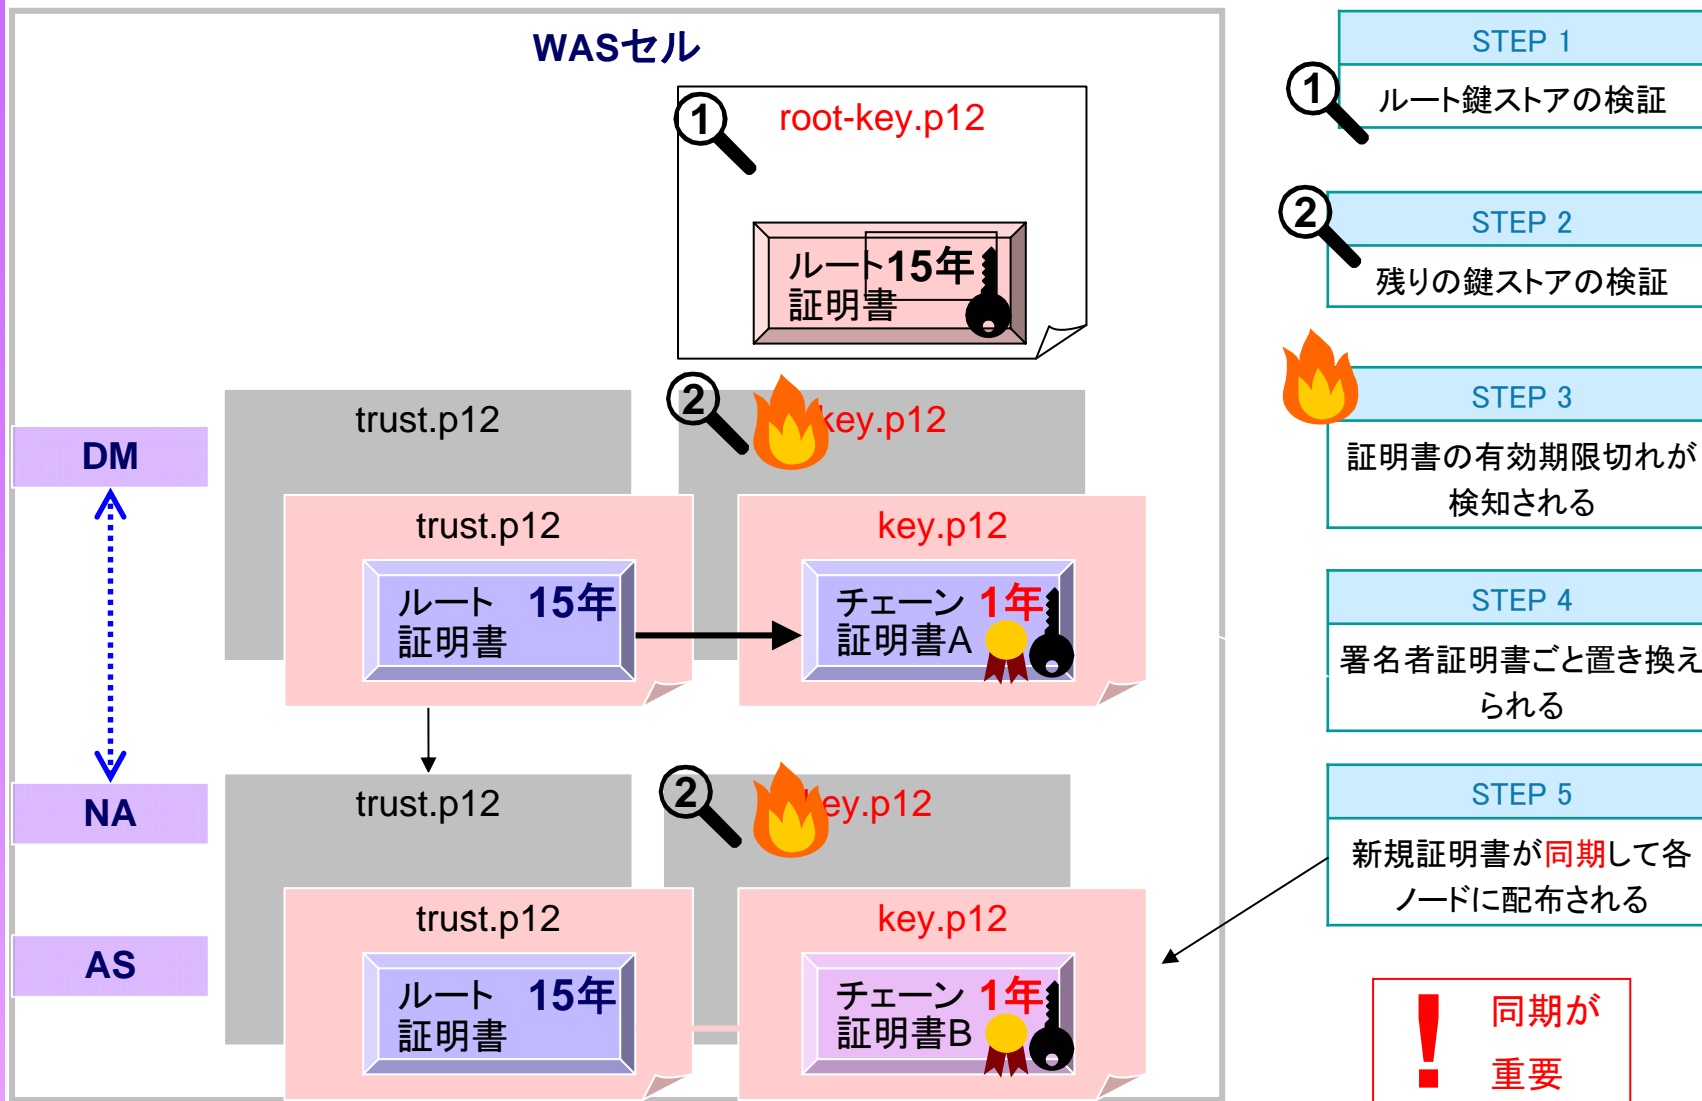 WASセル
1
root-key.p12
ルート15年
証明書
DM
trust.p12
2
key.p12
trust.p12
ルート 15年
証明書
key.p12
チェーン 1年
証明書A
NA
trust.p12
2
key.p12
AS
trust.p12
ルート 15年
証明書
key.p12
チェーン 1年
証明書B
STEP 1
1
ルート鍵ストアの検証
2
STEP 2
残りの鍵ストアの検証
STEP 3
証明書の有効期限切れが
検知される
STEP 4
署名者証明書ごと置き換え
られる
STEP 5
新規証明書が同期して各
ノードに配布される
!
同期が
重要